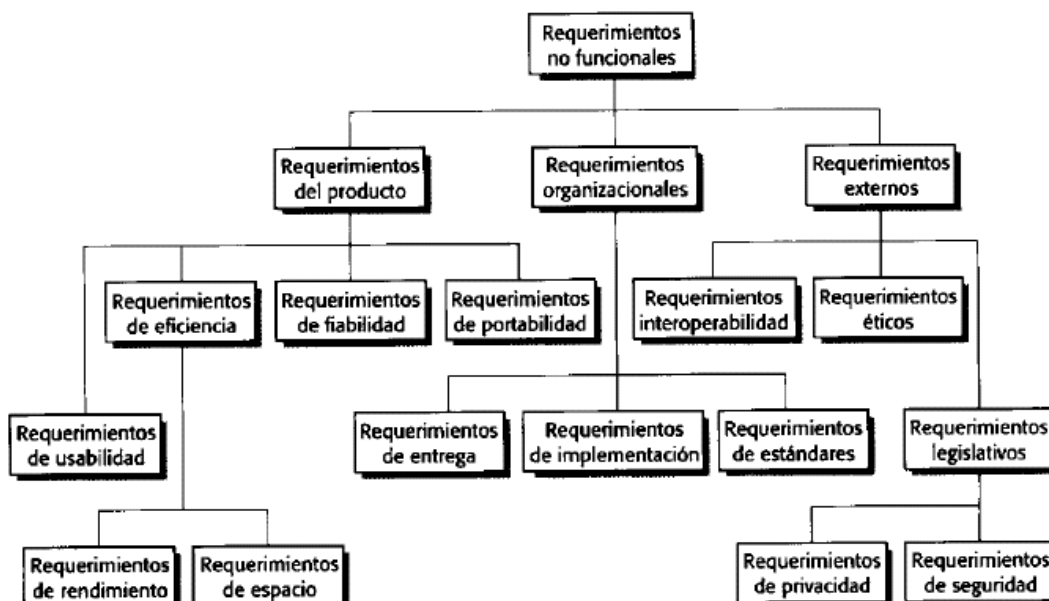 Requerimientos
no funcionales
Requerimientos
del producto
Requerimientos
organizacionales
Requerimientos
externos
Requerimientos
de eficiencia
Requerimientos
de fiabilidad
Requerimientos
de portabilidad
Requerimientos
interoperabilidad
Requerimientos
éticos
Requerimientos
de usabilidad
Requerimientos
de entrega
Requerimientos
de implementación
Requerimientos
de estándares
Requerimientos
legislativos
Requerimientos
de rendimiento
Requerimientos
de espacio
Requerimientos
de privacidad
Requerimientos
de seguridad